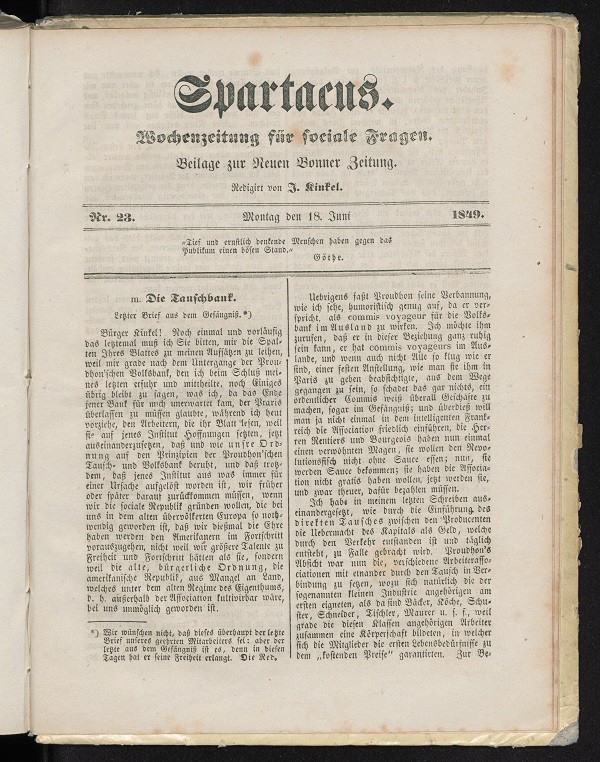 Spartacus.
Wochenzeitung für sociale Fragen.
Beilage zur Neuen Bonner Zeitung.
Redigirt von J. Kinkel.
Nr. 23.
Montag den 18. Juni
1849.
„Tief und ernstlich denkende Menschen haben gegen das
Publikum einen bösen Stand.“
Göthe.
m. Die Tauschbank.
Letzter Brief aus dem Gefängniß.*)
Bürger Kinkel! Noch einmal und vorläufig
das letztemal muß ich Sie bitten, mir die Spal-
ten Ihres Blattes zu meinen Aufsätzen zu leihen,
weil mir grade nach dem Untergange der Prou-
dhon'schen Volksbank, den ich beim Schluß mei-
nes letzten erfuhr und mittheilte, noch Einiges
übrig bleibt zu sagen, was ich, da das Ende
jener Bank für mich unerwartet kam, der Praxis
überlassen zu müssen glaubte, während ich heut
vorziehe, den Arbeitern, die ihr Blatt lesen, weil
sie auf jenes Institut Hoffnungen setzten, jetzt
auseinanderzusetzen, daß und wie unsre Ord-
nung auf den Prinzipien der Proudhon'schen
Tausch- und Volksbank beruht, und daß trotz-
dem, daß jenes Institut aus was immer für
einer Ursache aufgelöst worden ist, wir früher
oder später darauf zurückkommen müssen, wenn
wir die sociale Republik gründen wollen, die bei
uns in dem alten übervölkerten Europa so noth-
wendig geworden ist, daß wir dießmal die Ehre
haben werden den Amerikanern im Fortschritt
voranzugehen, nicht weil wir größere Talente zu
Freiheit und Fortschritt hätten als sie, sondern
weil die alte, bürgerliche Ordnung, die
amerikanische Republik, aus Mangel an Land,
welches unter dem alten Regime des Eigenthums,
d. h. außerhalb der Association kultivirbar wäre,
bei uns unmöglich geworden ist.
*) Wir wünschen nicht, daß dieses überhaupt der letzte
Brief unseres geehrten Mitarbeiters sei: aber der
letzte aus dem Gefängniß ist es, denn in diesen
Tagen hat er seine Freiheit erlangt. Die Red.
Uebrigens faßt Proudhon seine Verbannung,
wie ich sehe, humoristlich genug auf, da er ver-
spricht, als commis voyageur für die Volks-
bank im Ausland zu wirken. Ich möchte ihm
zurufen, daß er in dieser Beziehung ganz ruhig
sein kann, er hat commis voyageurs im Aus-
lande, und wenn auch nicht Alle so klug wie er
sind, einer festen Anstellung, wie man sie ihm in
Paris zu geben beabsichtigte, aus dem Wege
gegangen zu sein, so schadet das gar nichts, ein
ordentlicher Commis weiß überall Geschäfte zu
machen, sogar im Gefängniß; und überdieß will
man ja nicht einmal in dem intelligenten Frank-
reich die Association friedlich einführen, die Her-
ren Rentiers und Bourgeois haben nun einmal
einen verwöhnten Magen, sie wollen den Revo-
lutionsfisch nicht ohne Sauce essen; nun, sie
werden Sauce bekommen; sie haben die Associa-
tion nicht gratis haben wollen, jetzt werden sie,
und zwar theuer, dafür bezahlen müssen.
Ich habe in meinem letzten Schreiben aus-
einandergesetzt, wie durch die Einführung des
direkten Tausches zwischen den Producenten
die Uebermacht des Kapitals als Geld, welche
durch den Verkehr entstanden ist und täglich
entsteht, zu Falle gebracht wird. Proudhon's
Absicht war nun die, verschiedene Arbeiterasso-
ciationen mit einander durch den Tausch in Ver-
bindung zu setzen, wozu sich natürlich die der
sogenannten kleinen Industrie angehörigen am
ersten eigneten, als da sind Bäcker, Köche, Schu-
ster, Schneider, Tischler, Maurer u. s. f., weil
grade die diesen Klassen angehörigen Arbeiter
zusammen eine Körperschaft bildeten, in welcher
sich die Mitglieder die ersten Lebensbedürfnisse zu
dem „kostenden Preise“ garantirten. Zur Be-